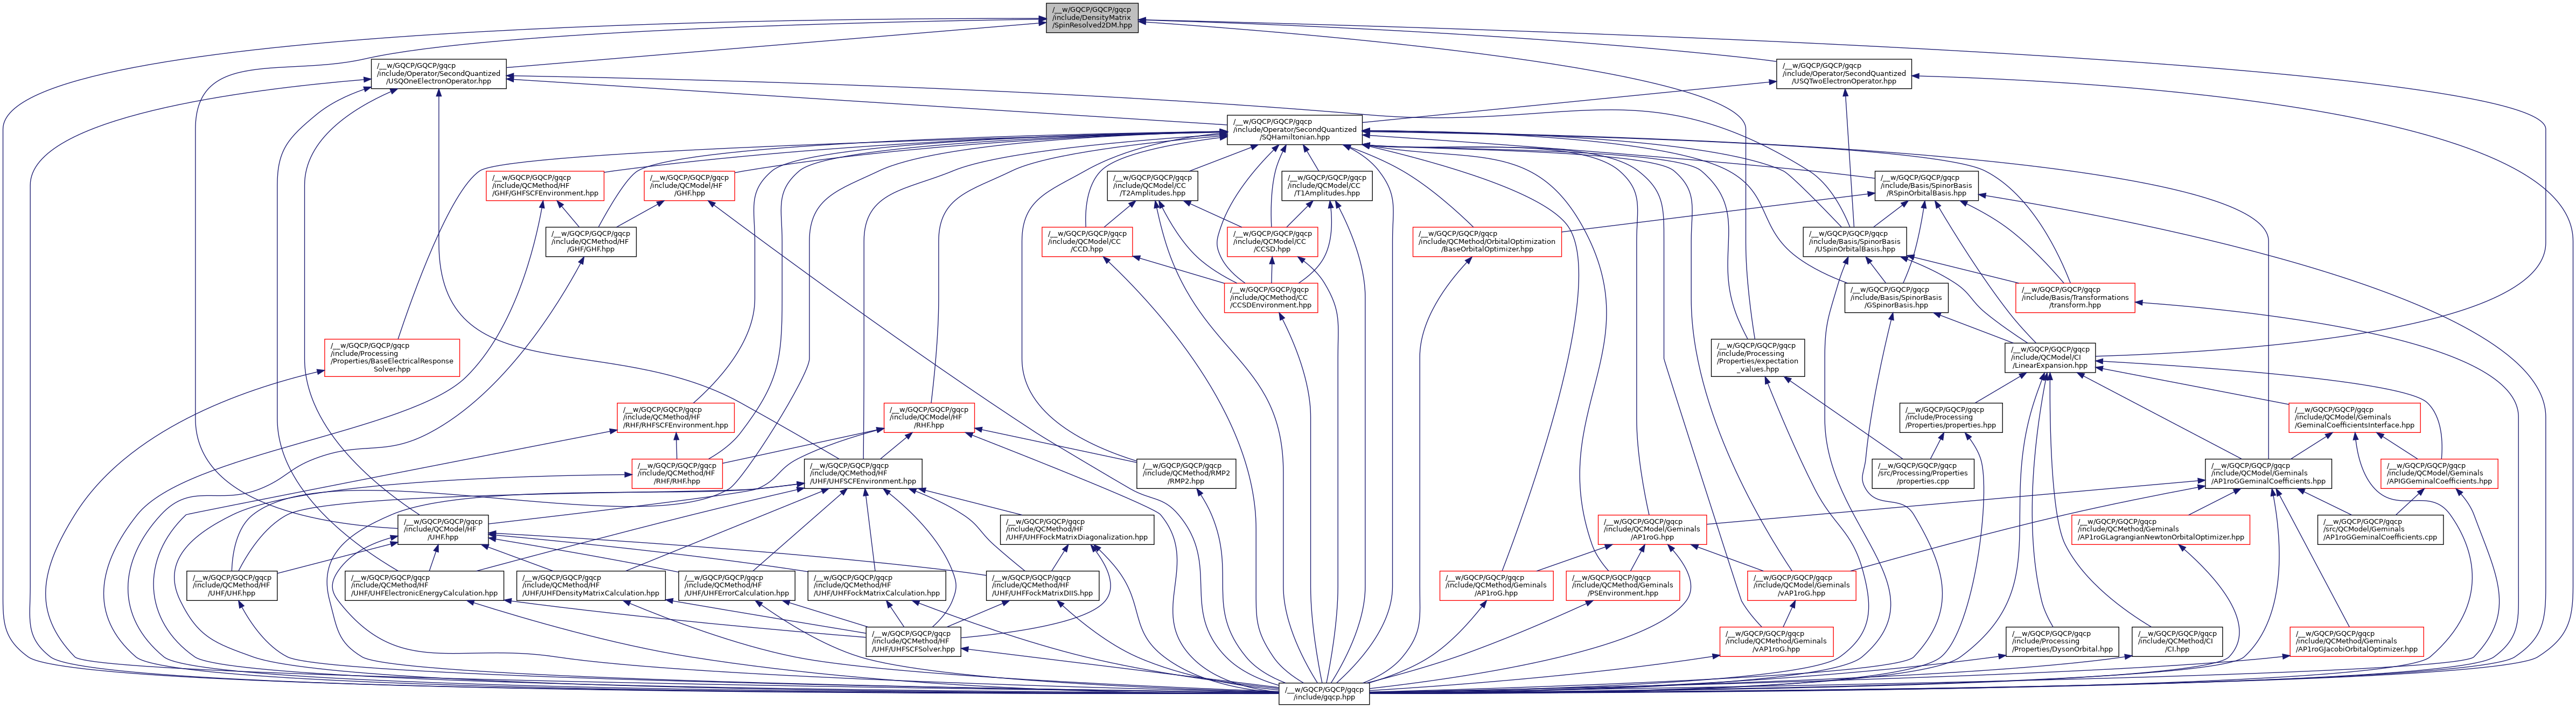 /__w/GQCP/GQCP/gqcp
/include/DensityMatrix
/SpinResolved2DM.hpp
/__w/GQCP/GQCP/gqcp
/include/Operator/SecondQuantized
/USQOneElectronOperator.hpp
/__w/GQCP/GQCP/gqcp
/include/Operator/SecondQuantized
/USQTwoElectronOperator.hpp
/__w/GQCP/GQCP/gqcp
/include/Operator/SecondQuantized
/SQHamiltonian.hpp
/__w/GQCP/GQCP/gqcp
/include/QCMethod/HF
/GHF/GHFSCFEnvironment.hpp
/__w/GQCP/GQCP/gqcp
/include/QCModel/HF
/GHF.hpp
/__w/GQCP/GQCP/gqcp
/include/QCModel/CC
/T2Amplitudes.hpp
/__w/GQCP/GQCP/gqcp
/include/QCModel/CC
/T1Amplitudes.hpp
/__w/GQCP/GQCP/gqcp
/include/Basis/SpinorBasis
/RSpinOrbitalBasis.hpp
/__w/GQCP/GQCP/gqcp
/include/QCMethod/HF
/GHF/GHF.hpp
/__w/GQCP/GQCP/gqcp
/include/QCModel/CC
/CCD.hpp
/__w/GQCP/GQCP/gqcp
/include/QCModel/CC
/CCSD.hpp
/__w/GQCP/GQCP/gqcp
/include/QCMethod/OrbitalOptimization
/BaseOrbitalOptimizer.hpp
/__w/GQCP/GQCP/gqcp
/include/Basis/SpinorBasis
/USpinOrbitalBasis.hpp
/__w/GQCP/GQCP/gqcp
/include/QCMethod/CC
/CCSDEnvironment.hpp
/__w/GQCP/GQCP/gqcp
/include/Basis/SpinorBasis
/GSpinorBasis.hpp
/__w/GQCP/GQCP/gqcp
/include/Basis/Transformations
/transform.hpp
/__w/GQCP/GQCP/gqcp
/include/Processing
/Properties/BaseElectricalResponse
Solver.hpp
/__w/GQCP/GQCP/gqcp
/include/Processing
/Properties/expectation
_values.hpp
/__w/GQCP/GQCP/gqcp
/include/QCModel/CI
/LinearExpansion.hpp
/__w/GQCP/GQCP/gqcp
/include/QCMethod/HF
/RHF/RHFSCFEnvironment.hpp
/__w/GQCP/GQCP/gqcp
/include/QCModel/HF
/RHF.hpp
/__w/GQCP/GQCP/gqcp
/include/Processing
/Properties/properties.hpp
/__w/GQCP/GQCP/gqcp
/include/QCModel/Geminals
/GeminalCoefficientsInterface.hpp
/__w/GQCP/GQCP/gqcp
/include/QCMethod/HF
/RHF/RHF.hpp
/__w/GQCP/GQCP/gqcp
/include/QCMethod/HF
/UHF/UHFSCFEnvironment.hpp
/__w/GQCP/GQCP/gqcp
/include/QCMethod/RMP2
/RMP2.hpp
/__w/GQCP/GQCP/gqcp
/src/Processing/Properties
/properties.cpp
/__w/GQCP/GQCP/gqcp
/include/QCModel/Geminals
/AP1roGGeminalCoefficients.hpp
/__w/GQCP/GQCP/gqcp
/include/QCModel/Geminals
/APIGGeminalCoefficients.hpp
/__w/GQCP/GQCP/gqcp
/include/QCModel/HF
/UHF.hpp
/__w/GQCP/GQCP/gqcp
/include/QCMethod/HF
/UHF/UHFFockMatrixDiagonalization.hpp
/__w/GQCP/GQCP/gqcp
/include/QCModel/Geminals
/AP1roG.hpp
/__w/GQCP/GQCP/gqcp
/include/QCMethod/Geminals
/AP1roGLagrangianNewtonOrbitalOptimizer.hpp
/__w/GQCP/GQCP/gqcp
/src/QCModel/Geminals
/AP1roGGeminalCoefficients.cpp
/__w/GQCP/GQCP/gqcp
/include/QCMethod/HF
/UHF/UHF.hpp
/__w/GQCP/GQCP/gqcp
/include/QCMethod/HF
/UHF/UHFElectronicEnergyCalculation.hpp
/__w/GQCP/GQCP/gqcp
/include/QCMethod/HF
/UHF/UHFDensityMatrixCalculation.hpp
/__w/GQCP/GQCP/gqcp
/include/QCMethod/HF
/UHF/UHFErrorCalculation.hpp
/__w/GQCP/GQCP/gqcp
/include/QCMethod/HF
/UHF/UHFFockMatrixCalculation.hpp
/__w/GQCP/GQCP/gqcp
/include/QCMethod/HF
/UHF/UHFFockMatrixDIIS.hpp
/__w/GQCP/GQCP/gqcp
/include/QCMethod/Geminals
/AP1roG.hpp
/__w/GQCP/GQCP/gqcp
/include/QCMethod/Geminals
/PSEnvironment.hpp
/__w/GQCP/GQCP/gqcp
/include/QCModel/Geminals
/vAP1roG.hpp
/__w/GQCP/GQCP/gqcp
/include/QCMethod/HF
/UHF/UHFSCFSolver.hpp
/__w/GQCP/GQCP/gqcp
/include/QCMethod/Geminals
/vAP1roG.hpp
/__w/GQCP/GQCP/gqcp
/include/Processing
/Properties/DysonOrbital.hpp
/__w/GQCP/GQCP/gqcp
/include/QCMethod/CI
/CI.hpp
/__w/GQCP/GQCP/gqcp
/include/QCMethod/Geminals
/AP1roGJacobiOrbitalOptimizer.hpp
/__w/GQCP/GQCP/gqcp
/include/gqcp.hpp